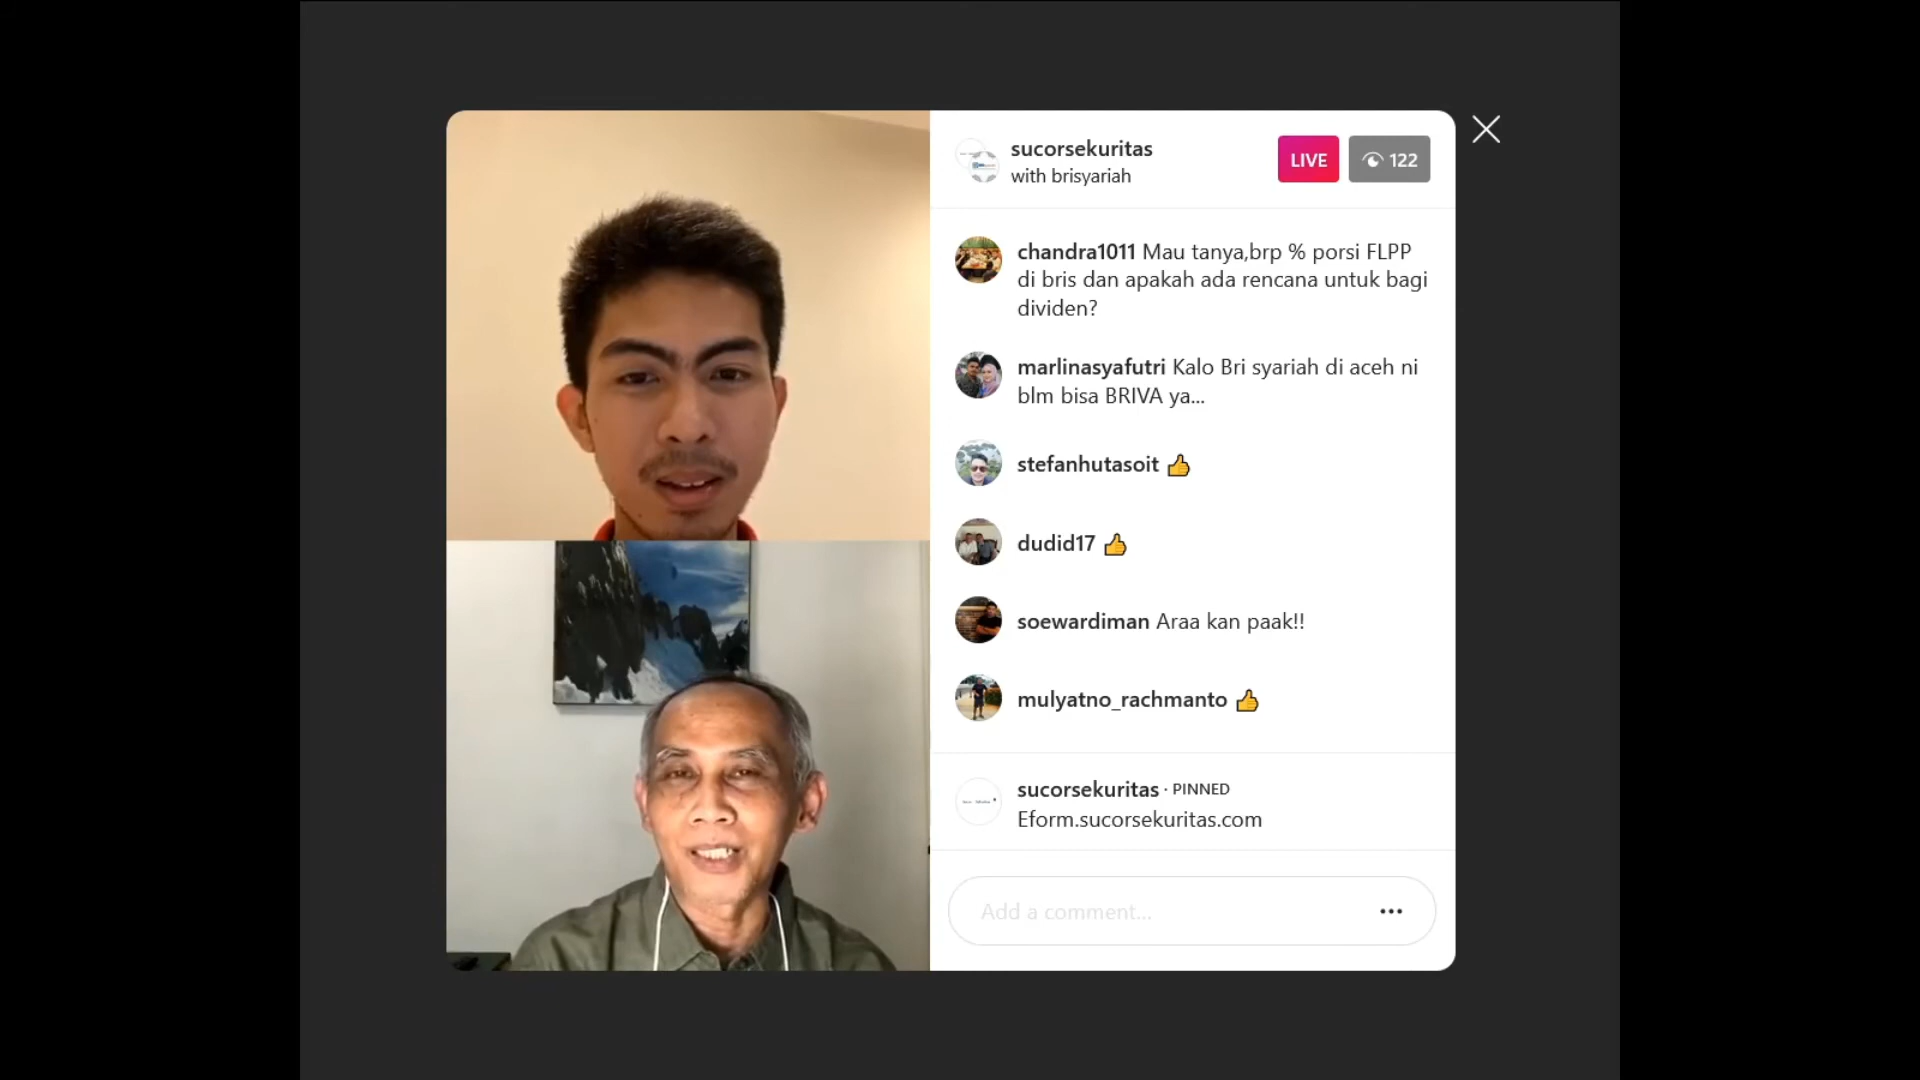 sucorsekuritas
with brisyariah
LIVE
122
chandra1011 Mau tanya,brp % porsi FLPP
di bris dan apakah ada rencana untuk bagi
dividen?
marlinasyafutri Kalo Bri syariah di aceh ni
blm bisa BRIVA ya...
stefanhutasoit 👍
dudid17 👍
soewardiman Araa kan paak!!
mulyatno_rachmanto 👍
sucorsekuritas · PINNED
Eform.sucorsekuritas.com
Add a comment...